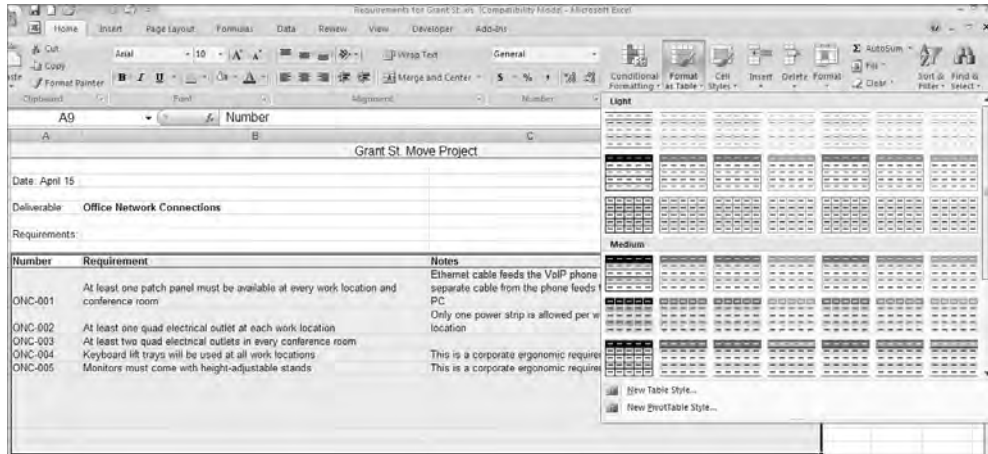 Requirements for Grant St..xls [Compatibility Mode] - Microsoft Excel
Home Insert Page Layout Formulas Data Review View Developer Add-Ins
Cut
Copy
Format Painter
Clipboard
Arial 10
Font
Wrap Text
Merge and Center
Alignment
General
$ % ,
Number
Conditional Formatting
Format as Table
Cell Styles
Insert Delete Format
AutoSum
Fill
Clear
Sort & Filter
Find & Select
A9 Number
A B C
Grant St. Move Project
Date: April 15
Deliverable: Office Network Connections
Requirements:
Number Requirement Notes
ONC-001 At least one patch panel must be available at every work location and conference room Ethernet cable feeds the VoIP phone separate cable from the phone feeds PC
ONC-002 At least one quad electrical outlet at each work location Only one power strip is allowed per location
ONC-003 At least two quad electrical outlets in every conference room
ONC-004 Keyboard lift trays will be used at all work locations This is a corporate ergonomic
ONC-005 Monitors must come with height-adjustable stands This is a corporate ergonomic
Light
Medium
New Table Style...
New PivotTable Style...